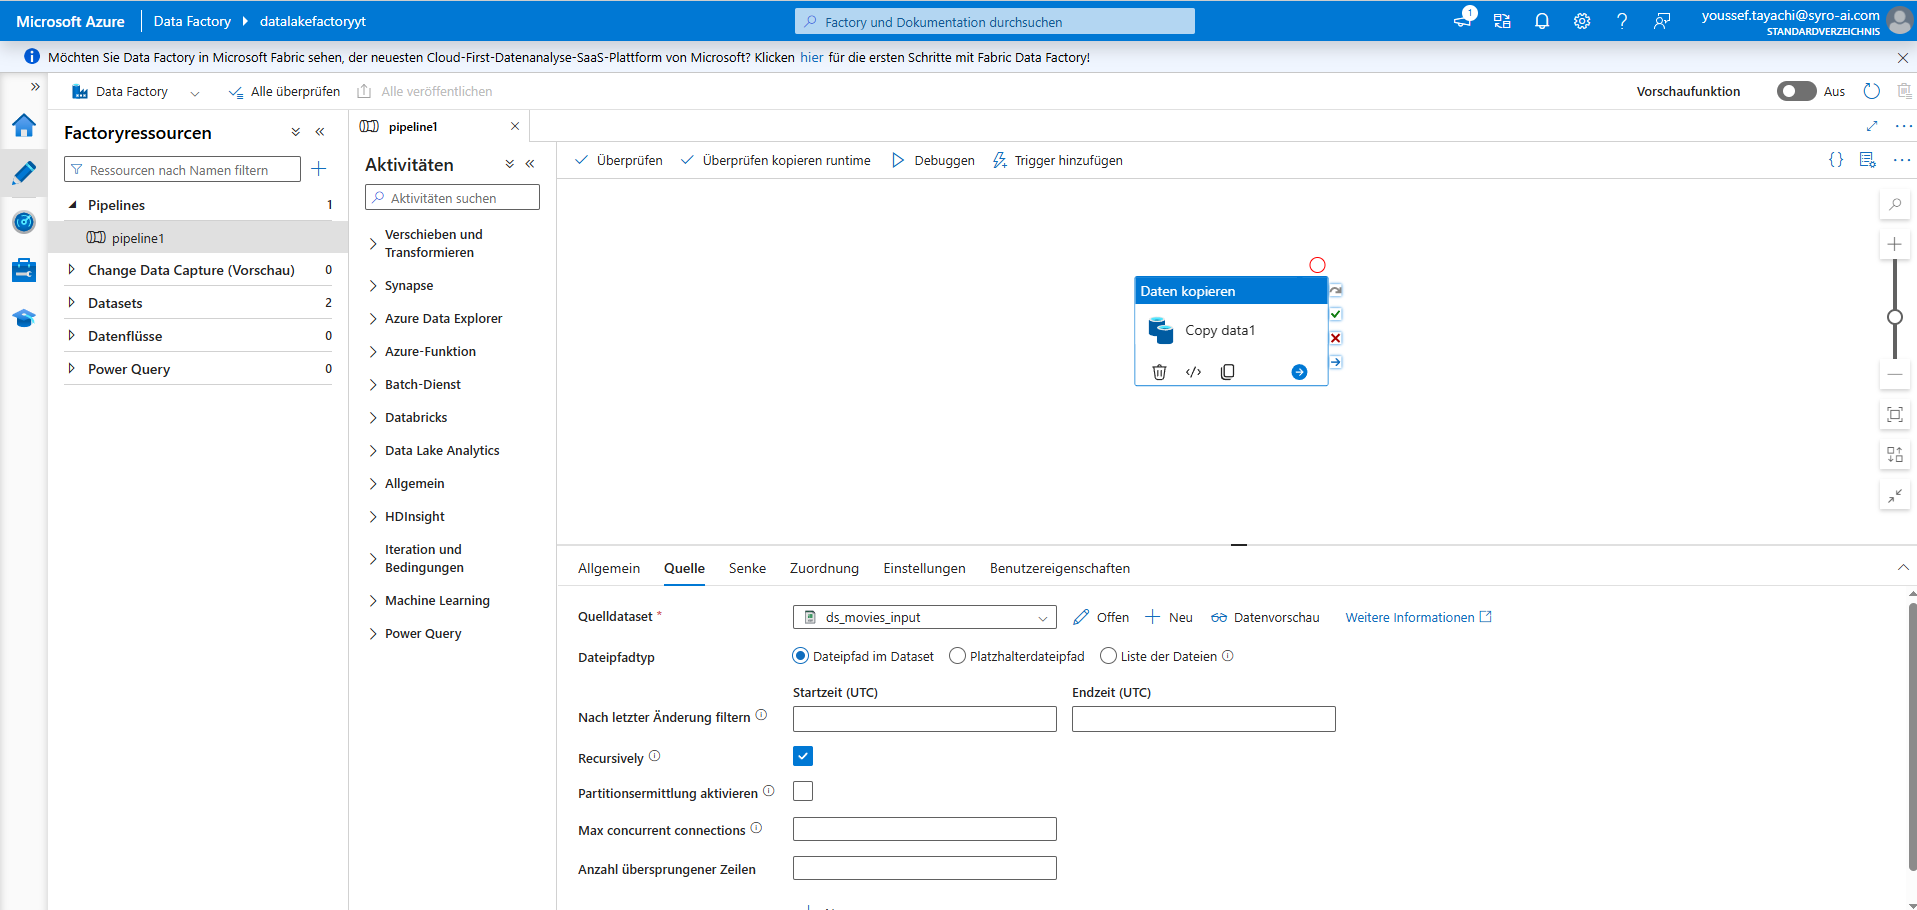 Microsoft Azure
Data Factory
datalakefactoryyt
Factory und Dokumentation durchsuchen
1
youssef.tayachi@syro-ai.com
STANDARDVERZEICHNIS
Möchten Sie Data Factory in Microsoft Fabric sehen, der neuesten Cloud-First-Datenanalyse-SaaS-Plattform von Microsoft? Klicken hier für die ersten Schritte mit Fabric Data Factory!
Data Factory
Alle überprüfen
Alle veröffentlichen
Vorschaufunktion
Aus
Factoryressourcen
Ressourcen nach Namen filtern
Pipelines 1
pipeline1
Change Data Capture (Vorschau) 0
Datasets 2
Datenflüsse 0
Power Query 0
pipeline1
Aktivitäten
Aktivitäten suchen
Verschieben und
Transformieren
Synapse
Azure Data Explorer
Azure-Funktion
Batch-Dienst
Databricks
Data Lake Analytics
Allgemein
HDInsight
Iteration und
Bedingungen
Machine Learning
Power Query
Überprüfen
Überprüfen kopieren runtime
Debuggen
Trigger hinzufügen
Daten kopieren
Copy data1
Allgemein
Quelle
Senke
Zuordnung
Einstellungen
Benutzereigenschaften
Quelldataset *
ds_movies_input
Offen
Neu
Datenvorschau
Weitere Informationen
Dateipfadtyp
Dateipfad im Dataset
Platzhalterdateipfad
Liste der Dateien
Startzeit (UTC)
Endzeit (UTC)
Nach letzter Änderung filtern
Recursively
Partitionsermittlung aktivieren
Max concurrent connections
Anzahl übersprungener Zeilen